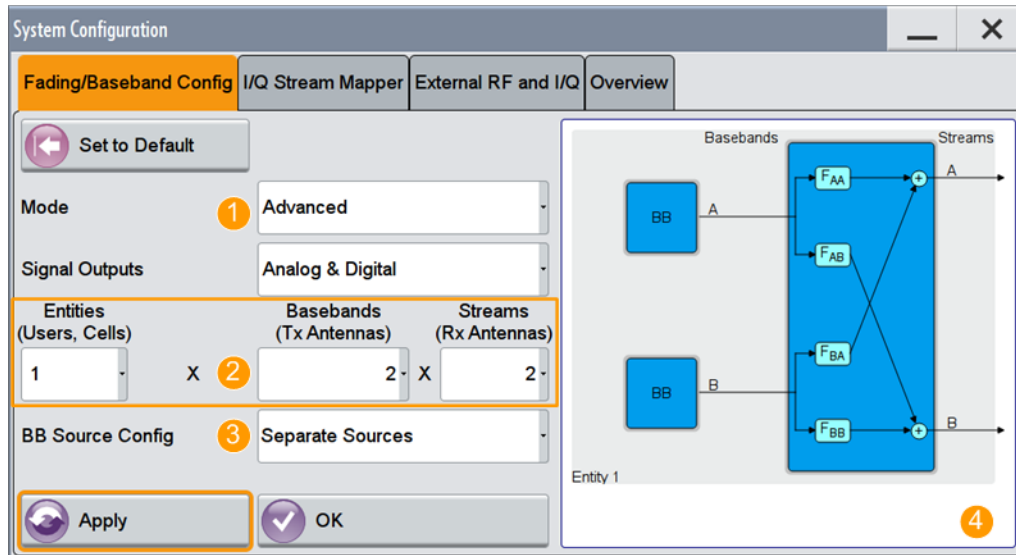 System Configuration
Fading/Baseband Config
I/Q Stream Mapper
External RF and I/Q
Overview
Set to Default
Mode
1
Advanced
Signal Outputs
Analog & Digital
Entities
(Users, Cells)
Basebands
(Tx Antennas)
Streams
(Rx Antennas)
1
X
2
2
X
2
BB Source Config
3
Separate Sources
Apply
OK
Basebands
Streams
BB
A
FAA
+
A
FAB
FBA
BB
B
FBB
+
B
Entity 1
4